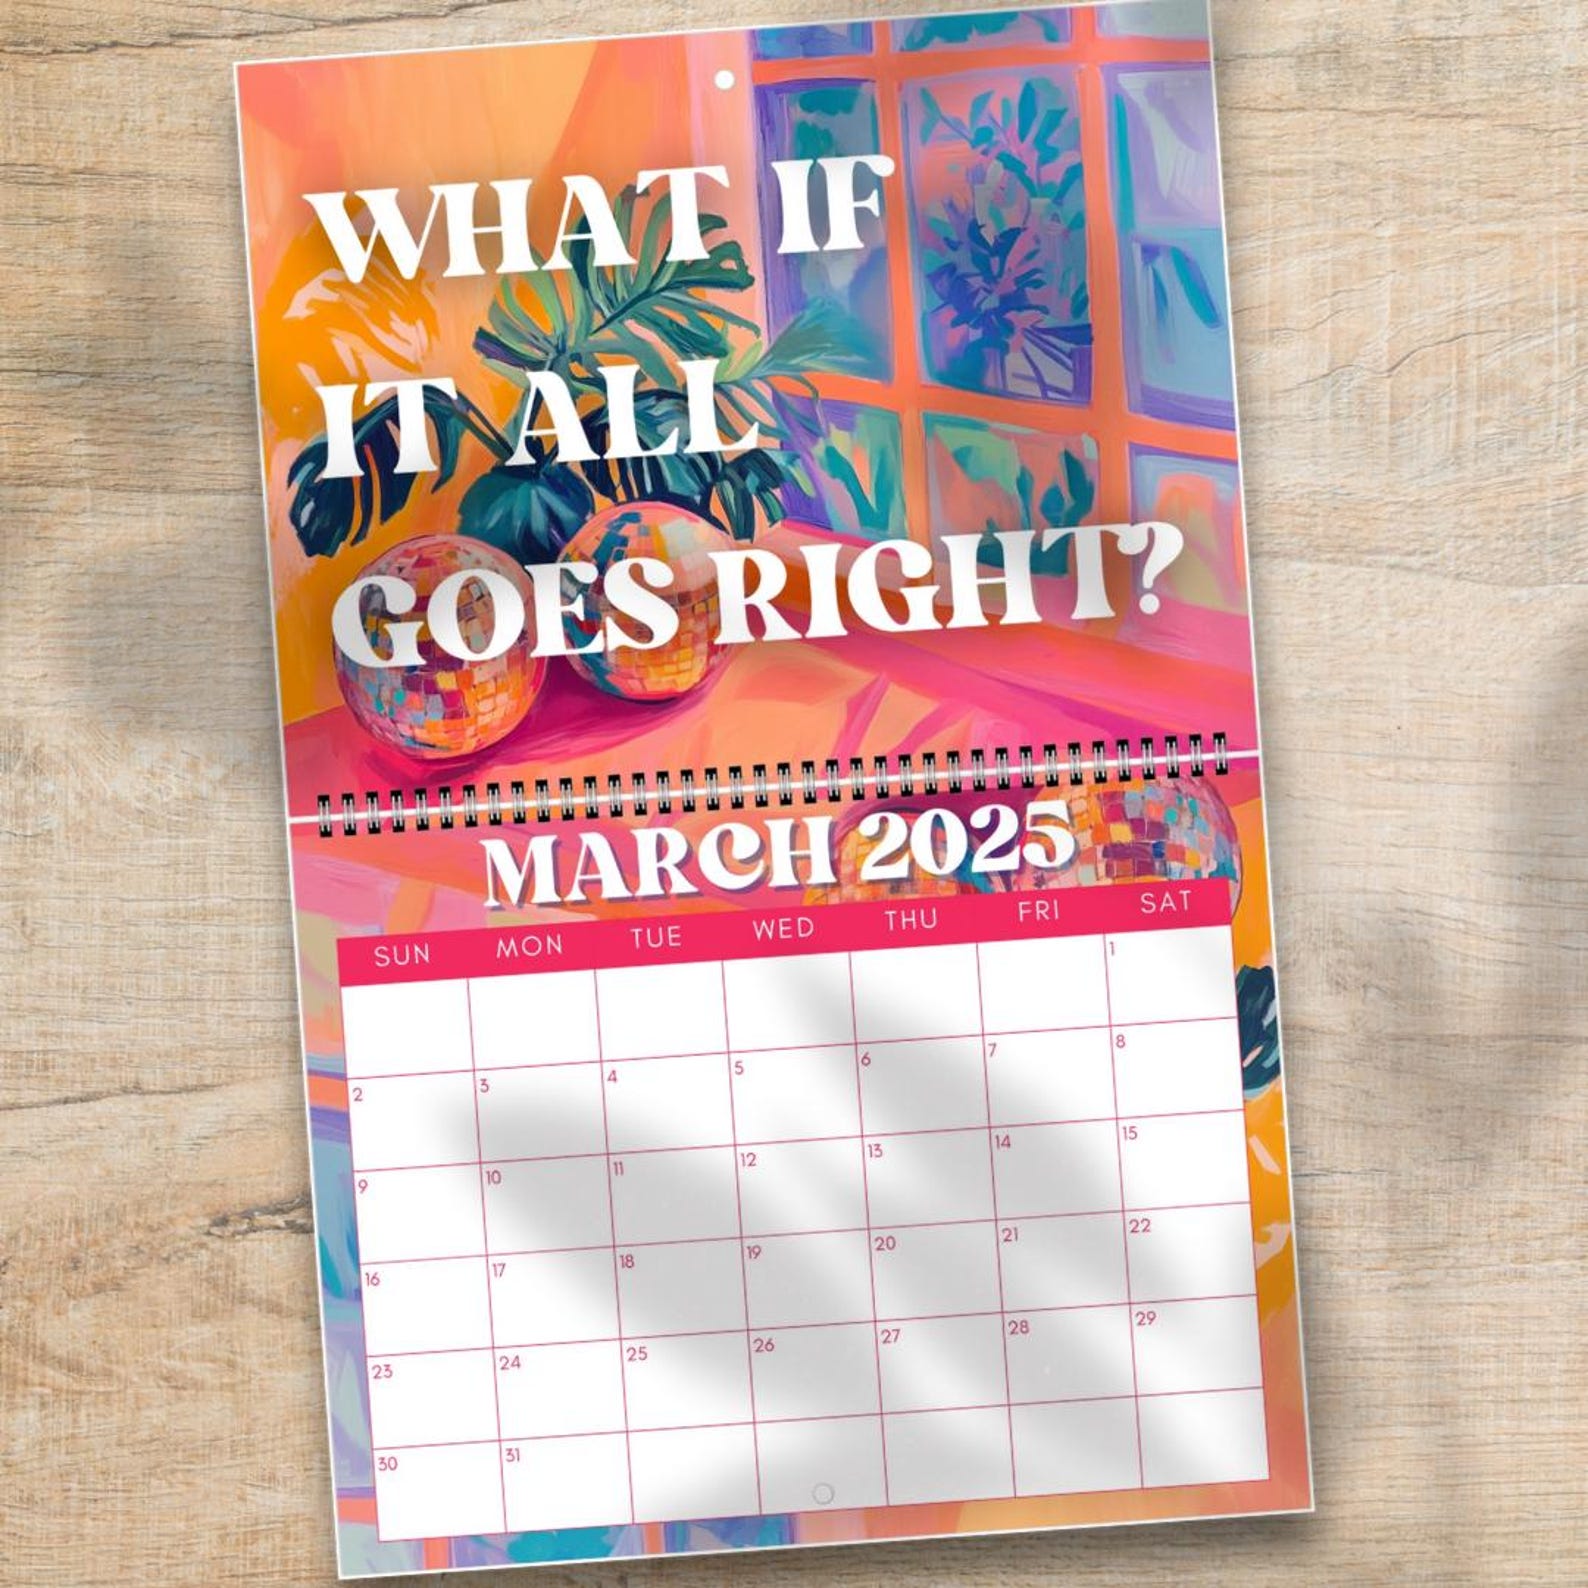 WHAT IF
IT ALL
GOES RIGHT?
MARCH 2025
SUN MON TUE WED THU FRI SAT
1
2 3 4 5 6 7 8
9 10 11 12 13 14 15
16 17 18 19 20 21 22
23 24 25 26 27 28 29
30 31